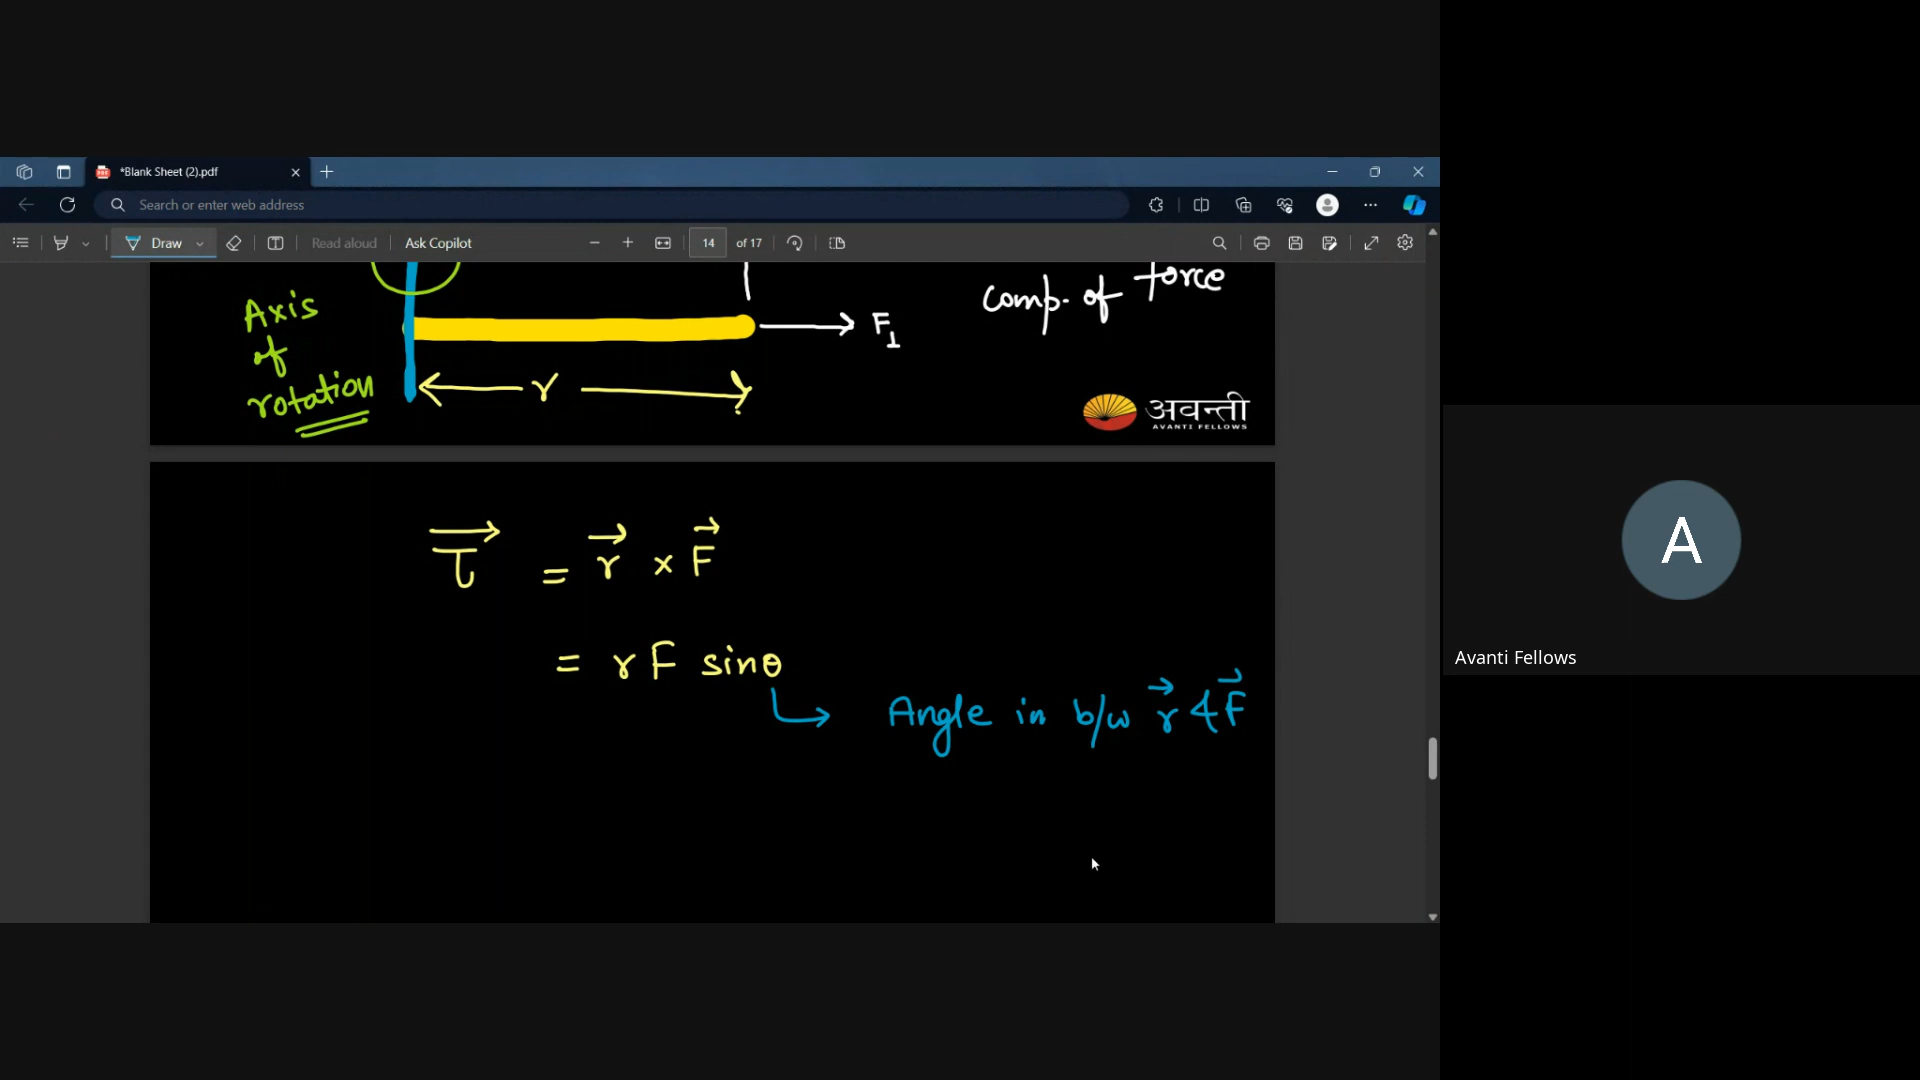 *Blank Sheet (2).pdf
Search or enter web address
Draw
Read aloud
Ask Copilot
14 of 17
Axis
of
rotation
r
F⊥
comp. of force
अवन्ती
AVANTI FELLOWS
τ⃗ = r⃗ × F⃗
= r F sinθ
Angle in b/w r⃗ & F⃗
A
Avanti Fellows